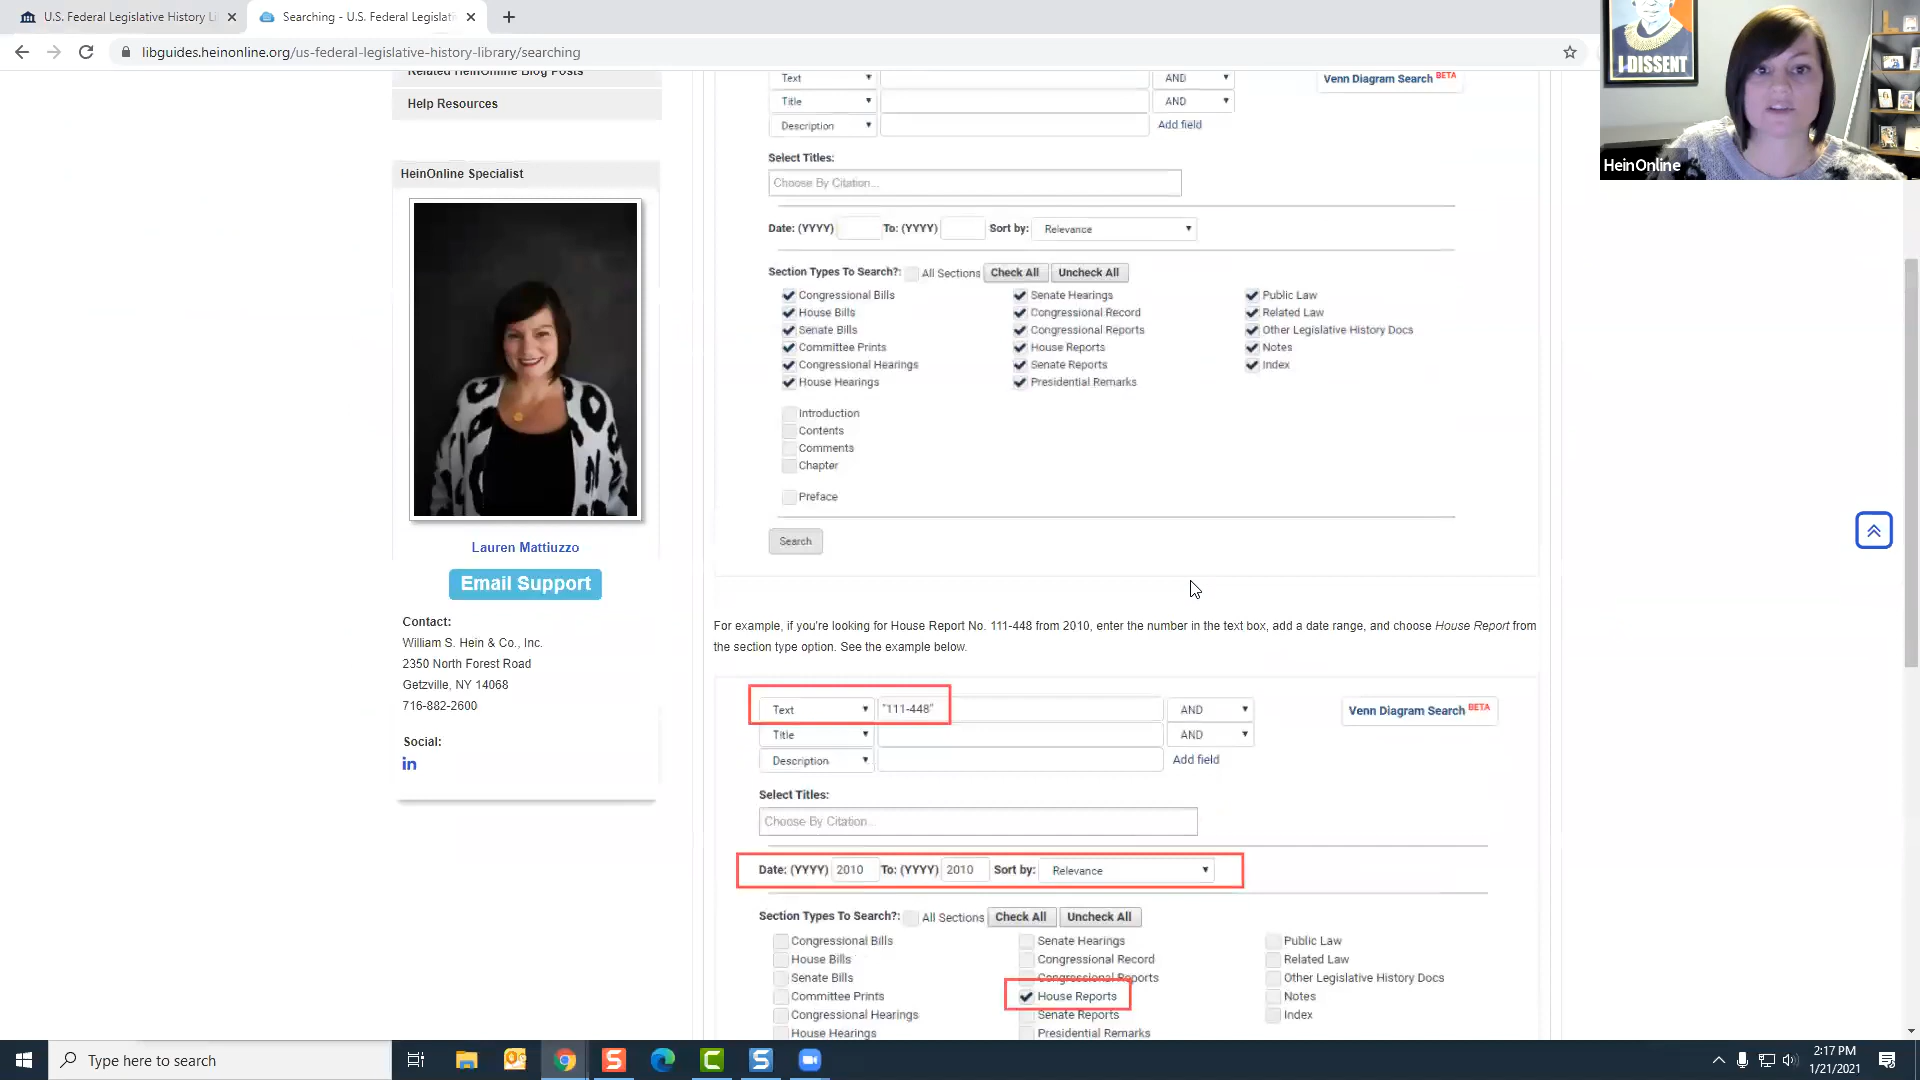 U.S. Federal Legislative History Li
Searching - U.S. Federal Legislati
libguides.heinonline.org/us-federal-legislative-history-library/searching
I DISSENT
HeinOnline
Related HeinOnline Blog Posts
Help Resources
HeinOnline Specialist
Lauren Mattiuzzo
Email Support
Contact:
William S. Hein & Co., Inc.
2350 North Forest Road
Getzville, NY 14068
716-882-2600
Social:
in
Text AND Venn Diagram Search BETA
Title AND
Description Add field
Select Titles:
Choose By Citation...
Date: (YYYY) To: (YYYY) Sort by: Relevance
Section Types To Search?: All Sections Check All Uncheck All
Congressional Bills Senate Hearings Public Law
House Bills Congressional Record Related Law
Senate Bills Congressional Reports Other Legislative History Docs
Committee Prints House Reports Notes
Congressional Hearings Senate Reports Index
House Hearings Presidential Remarks
Introduction
Contents
Comments
Chapter
Preface
Search
For example, if you're looking for House Report No. 111-448 from 2010, enter the number in the text box, add a date range, and choose House Report from
the section type option. See the example below.
Text "111-448" AND Venn Diagram Search BETA
Title AND
Description Add field
Select Titles:
Choose By Citation...
Date: (YYYY) 2010 To: (YYYY) 2010 Sort by: Relevance
Section Types To Search?: All Sections Check All Uncheck All
Congressional Bills Senate Hearings Public Law
House Bills Congressional Record Related Law
Senate Bills Congressional Reports Other Legislative History Docs
Committee Prints House Reports Notes
Congressional Hearings Senate Reports Index
House Hearings Presidential Remarks
Type here to search
2:17 PM
1/21/2021